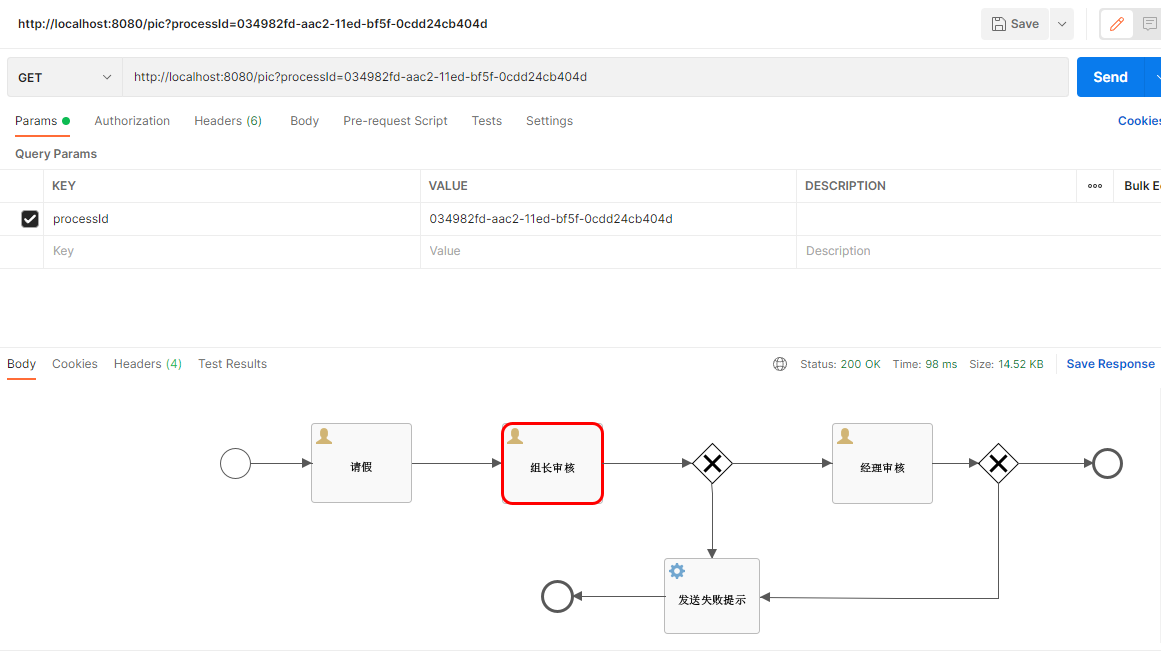 http://localhost:8080/pic?processId=034982fd-aac2-11ed-bf5f-0cdd24cb404d
Save
GET
http://localhost:8080/pic?processId=034982fd-aac2-11ed-bf5f-0cdd24cb404d
Send
Params Authorization Headers (6) Body Pre-request Script Tests Settings Cookies
Query Params
KEY VALUE DESCRIPTION Bulk E
processId 034982fd-aac2-11ed-bf5f-0cdd24cb404d
Key Value Description
Body Cookies Headers (4) Test Results Status: 200 OK Time: 98 ms Size: 14.52 KB Save Response
请假 组长审核 经理审核
发送失败提示